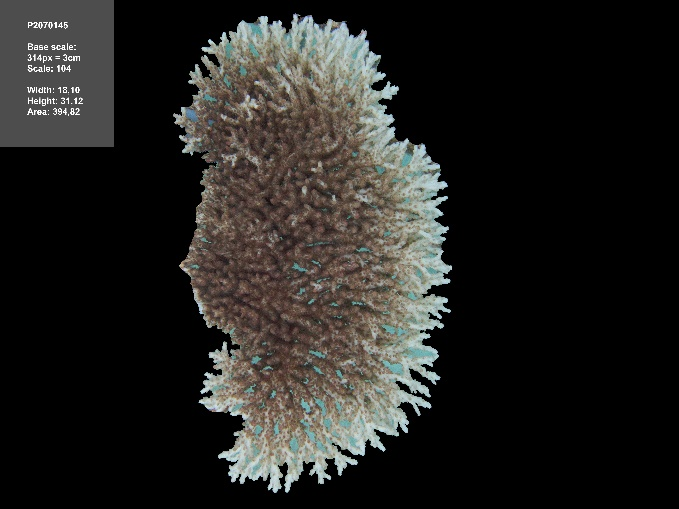 P2070145
Base scale:
314px = 3cm
Scale: 104
Width: 18.10
Height: 31.12
Area: 394,82